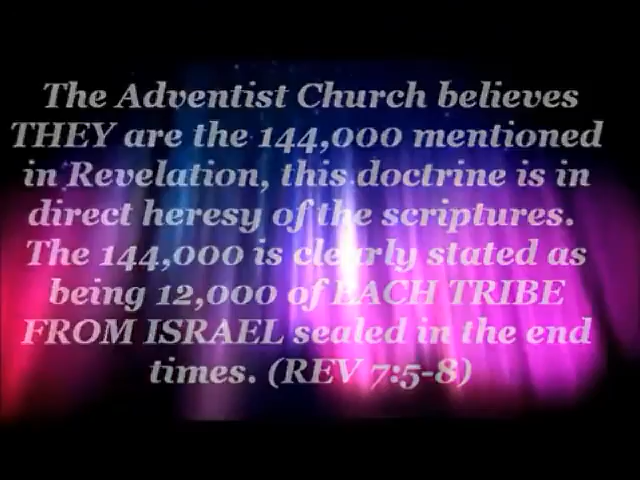 The Adventist Church believes
THEY are the 144,000 mentioned
in Revelation, this doctrine is in
direct heresy of the scriptures.
The 144,000 is clearly stated as
being 12,000 of EACH TRIBE
FROM ISRAEL sealed in the end
times. (REV 7:5-8)